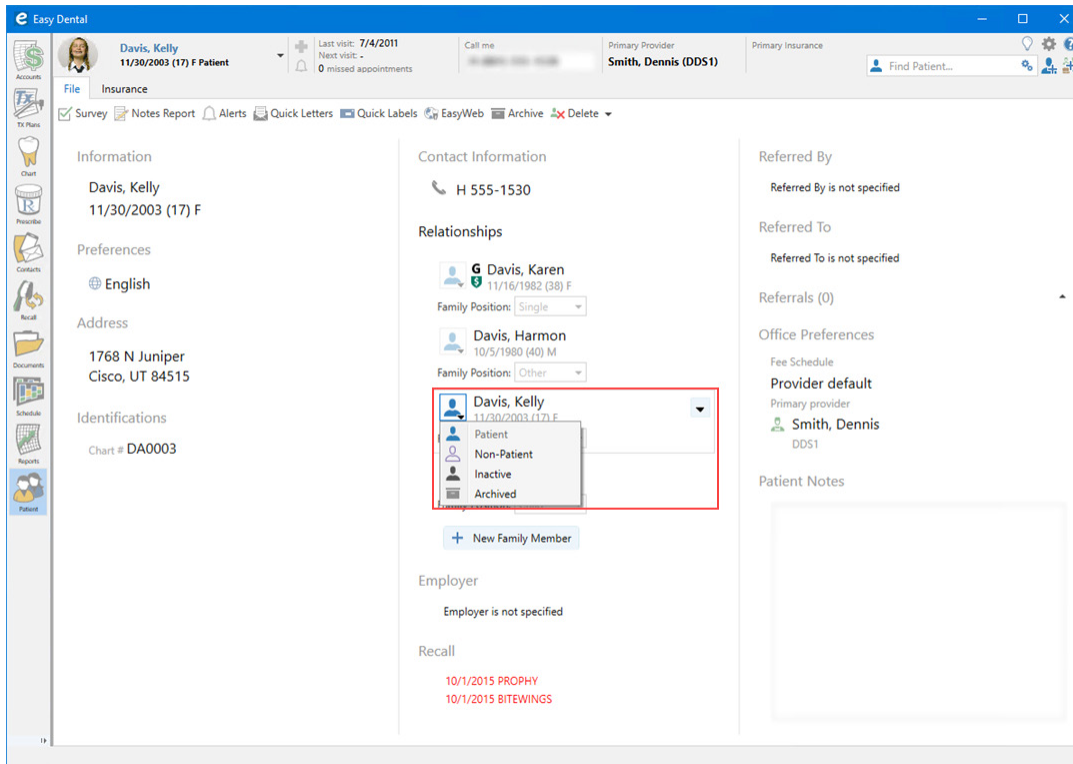 Easy Dental
Davis, Kelly
11/30/2003 (17) F Patient
Last visit: 7/4/2011
Next visit: -
0 missed appointments
Call me
Primary Provider
Smith, Dennis (DDS1)
Primary Insurance
Find Patient...
File Insurance
Survey Notes Report Alerts Quick Letters Quick Labels EasyWeb Archive Delete
Accounts
TX Plans
Chart
Prescribe
Contacts
Recall
Documents
Schedule
Reports
Patient
Information
Davis, Kelly
11/30/2003 (17) F
Preferences
English
Address
1768 N Juniper
Cisco, UT 84515
Identifications
Chart # DA0003
Contact Information
H 555-1530
Relationships
G Davis, Karen
11/16/1982 (38) F
Family Position: Single
Davis, Harmon
10/5/1980 (40) M
Family Position: Other
Davis, Kelly
11/30/2003 (17) F
Patient
Non-Patient
Inactive
Archived
New Family Member
Employer
Employer is not specified
Recall
10/1/2015 PROPHY
10/1/2015 BITEWINGS
Referred By
Referred By is not specified
Referred To
Referred To is not specified
Referrals (0)
Office Preferences
Fee Schedule
Provider default
Primary provider
Smith, Dennis
DDS1
Patient Notes